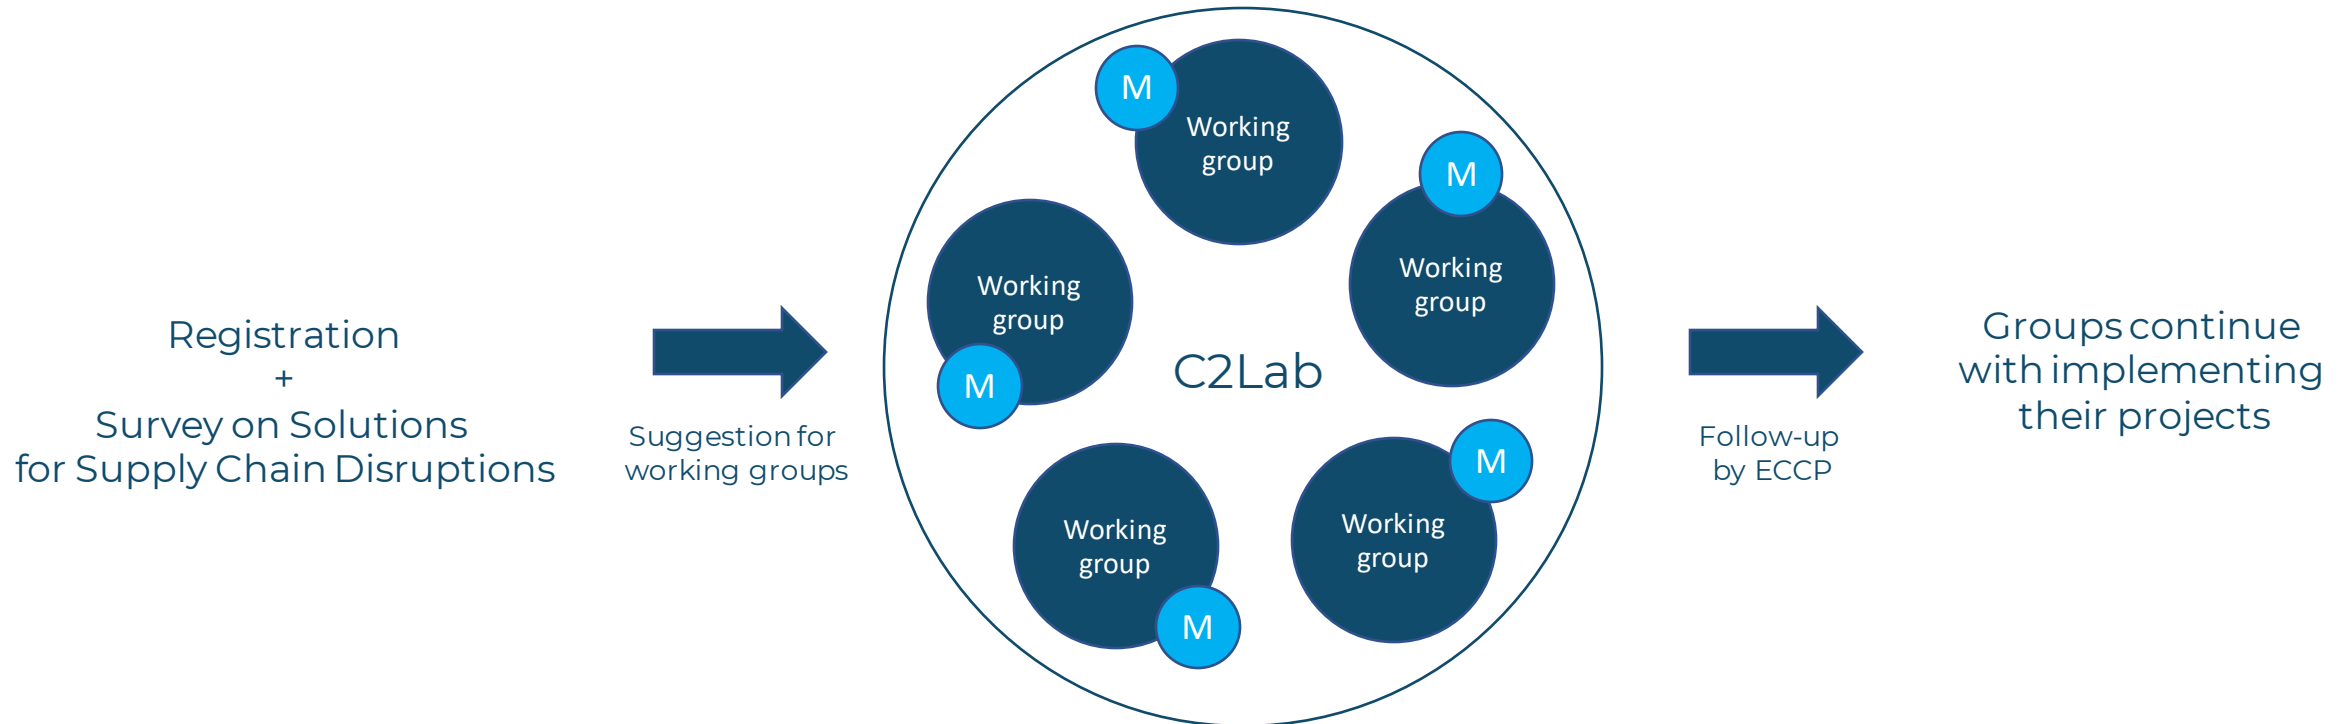 Registration
+
Survey on Solutions
for Supply Chain Disruptions
Suggestion for
working groups
M
Working
group
M
Working
group
Working
group
M
C2Lab
M
Working
group
Working
group
M
Follow-up
by ECCP
Groups continue
with implementing
their projects